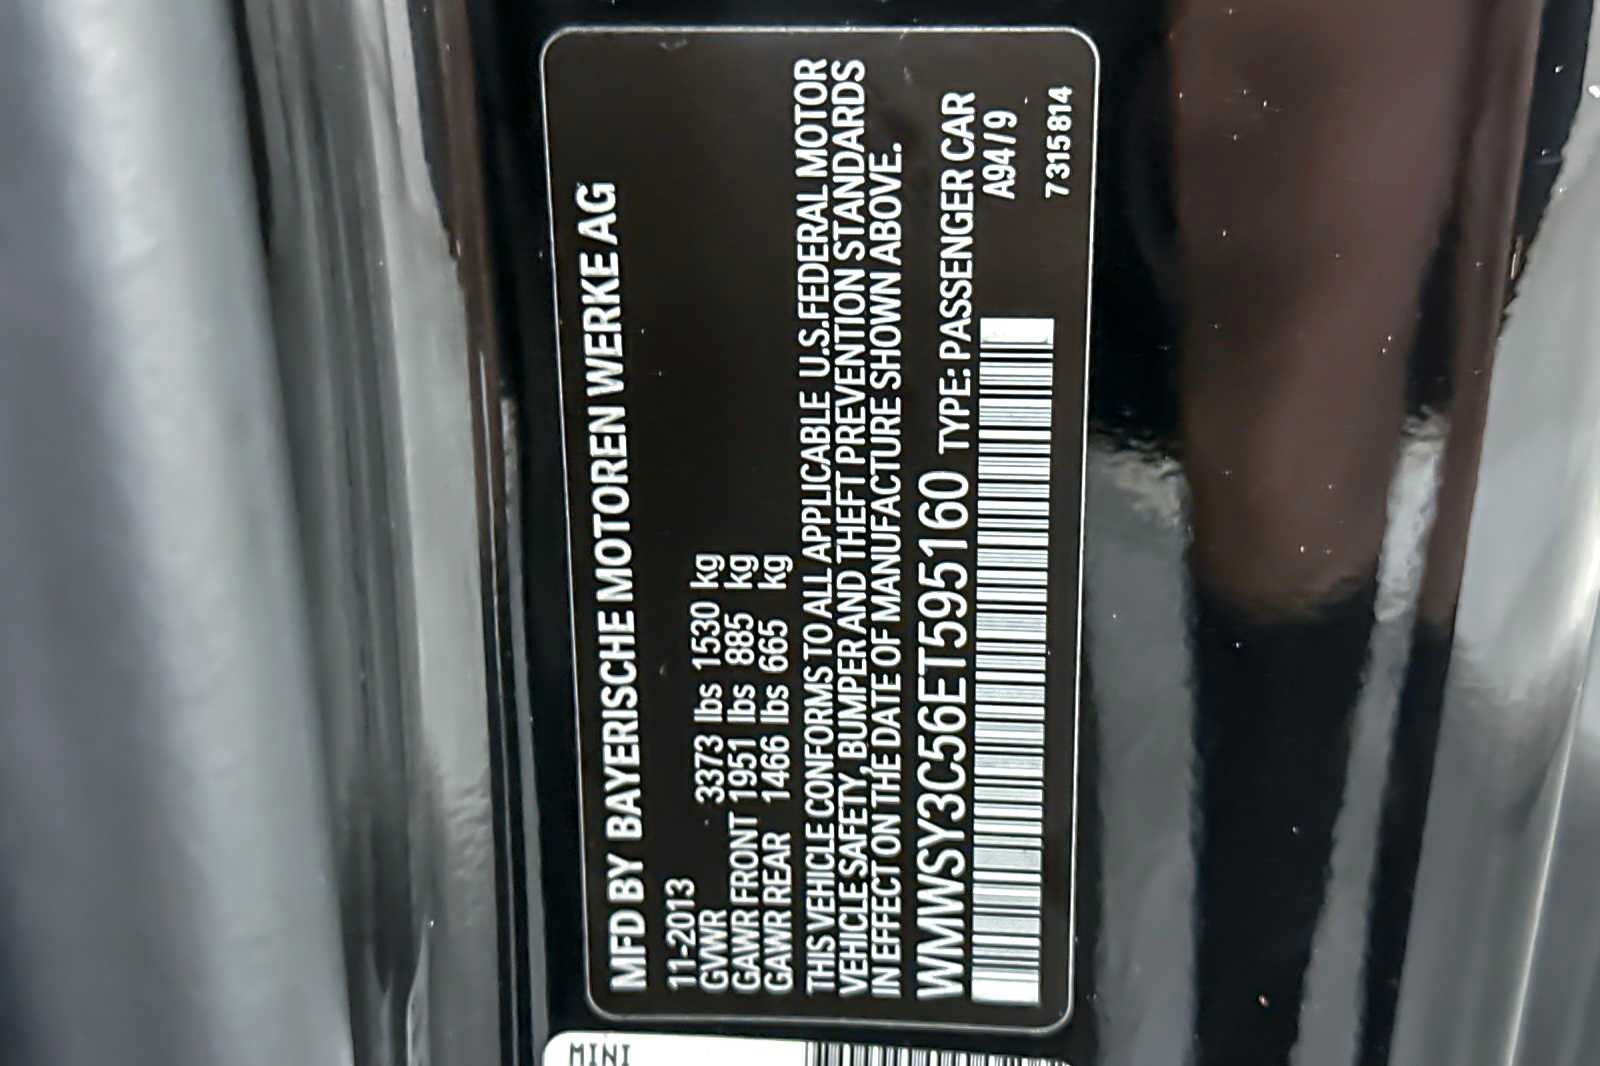 MFD BY BAYERISCHE MOTOREN WERKE AG
11-2013
GVWR 3373 lbs 1530 kg
GAWR FRONT 1951 lbs 885 kg
GAWR REAR 1466 lbs 665 kg
THIS VEHICLE CONFORMS TO ALL APPLICABLE U.S. FEDERAL MOTOR
VEHICLE SAFETY, BUMPER AND THEFT PREVENTION STANDARDS
IN EFFECT ON THE DATE OF MANUFACTURE SHOWN ABOVE.
WMWSY3C56ET595160 TYPE: PASSENGER CAR
A94/9
7315814
MINI